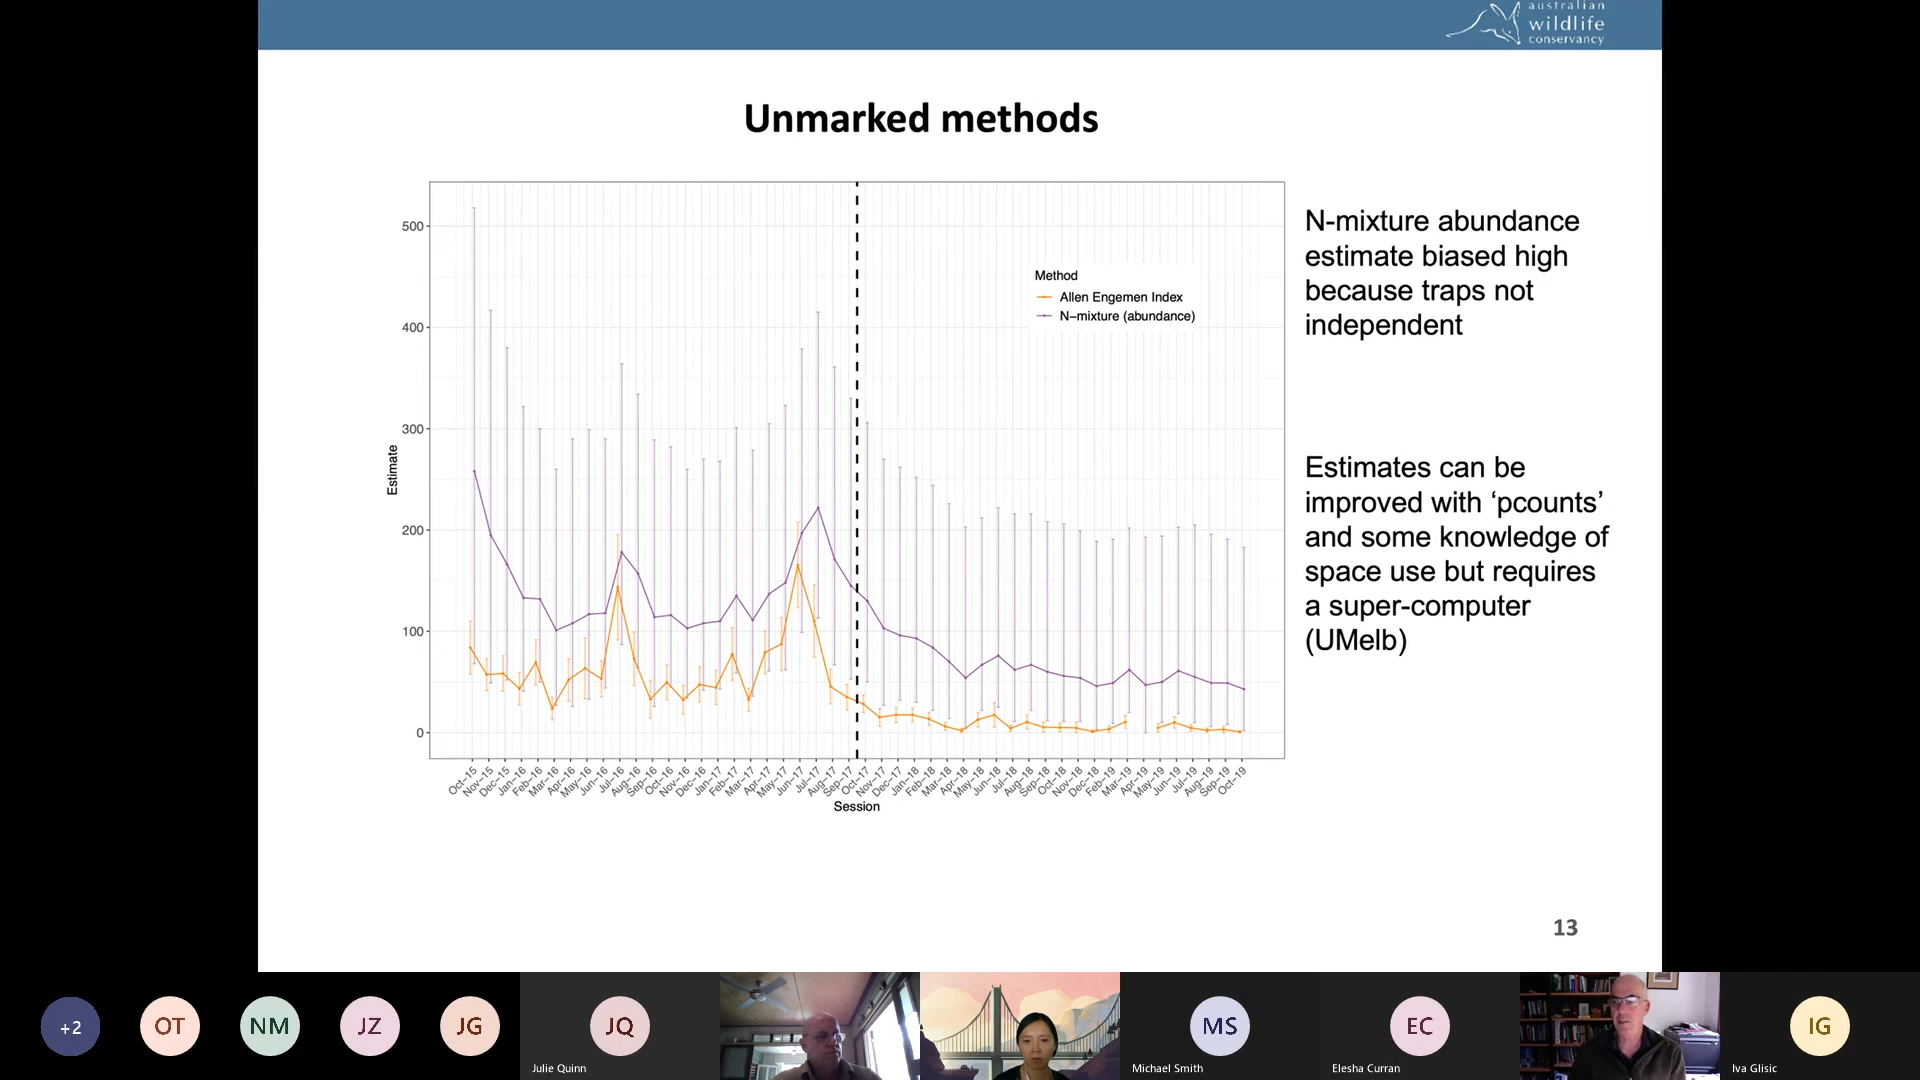 australian
wildlife
conservancy
Unmarked methods
500
400
300
200
100
0
Estimate
Method
Allen Engemen Index
N−mixture (abundance)
Oct−15
Nov−15
Dec−15
Jan−16
Feb−16
Mar−16
Apr−16
May−16
Jun−16
Jul−16
Aug−16
Sep−16
Oct−16
Nov−16
Dec−16
Jan−17
Feb−17
Mar−17
Apr−17
May−17
Jun−17
Jul−17
Aug−17
Sep−17
Oct−17
Nov−17
Dec−17
Jan−18
Feb−18
Mar−18
Apr−18
May−18
Jun−18
Jul−18
Aug−18
Sep−18
Oct−18
Nov−18
Dec−18
Feb−19
Mar−19
Apr−19
May−19
Jun−19
Jul−19
Aug−19
Sep−19
Oct−19
Session
N-mixture abundance
estimate biased high
because traps not
independent
Estimates can be
improved with ‘pcounts’
and some knowledge of
space use but requires
a super-computer
(UMelb)
13
+2
OT
NM
JZ
JG
JQ
Julie Quinn
MS
Michael Smith
EC
Elesha Curran
IG
Iva Glisic